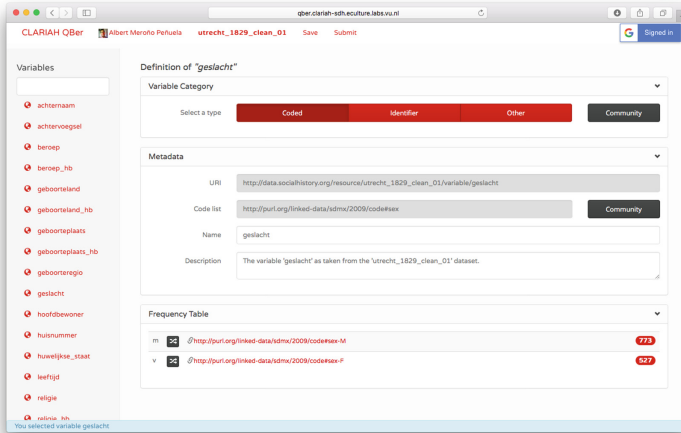 qber.clariah-sdh.eculture.labs.vu.nl
CLARIAH QBer Albert Meroño Peñuela utrecht_1829_clean_01 Save Submit Signed in
Variables
achternaam
achtervoegsel
beroep
beroep_hb
geboorteland
geboorteland_hb
geboorteplaats
geboorteplaats_hb
geboorteregio
geslacht
hoofdbewoner
huisnummer
huwelijkse_staat
leeftijd
religie
religie_hb
Definition of "geslacht"
Variable Category
Select a type Coded Identifier Other Community
Metadata
URI http://data.socialhistory.org/resource/utrecht_1829_clean_01/variable/geslacht
Code list http://purl.org/linked-data/sdmx/2009/code#sex Community
Name geslacht
Description The variable 'geslacht' as taken from the 'utrecht_1829_clean_01' dataset.
Frequency Table
m http://purl.org/linked-data/sdmx/2009/code#sex-M 773
v http://purl.org/linked-data/sdmx/2009/code#sex-F 527
You selected variable geslacht